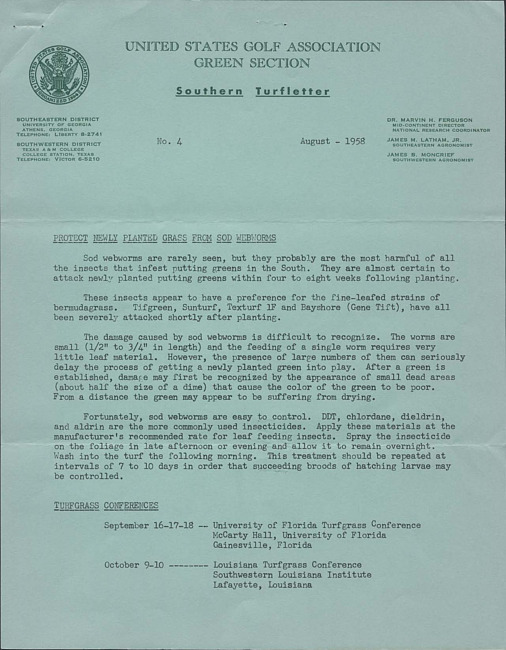 UNITED STATES GOLF ASSOCIATION
GREEN SECTION
Southern Turfletter
SOUTHEASTERN DISTRICT
UNIVERSITY OF GEORGIA
ATHENS, GEORGIA
TELEPHONE: LIBERTY 8-2741
SOUTHWESTERN DISTRICT
TEXAS A & M COLLEGE
COLLEGE STATION, TEXAS
TELEPHONE: VICTOR 6-5210
No. 4
August - 1958
DR. MARVIN H. FERGUSON
MID-CONTINENT DIRECTOR
NATIONAL RESEARCH COORDINATOR
JAMES M. LATHAM, JR.
SOUTHEASTERN AGRONOMIST
JAMES B. MONCRIEF
SOUTHWESTERN AGRONOMIST
PROTECT NEWLY PLANTED GRASS FROM SOD WEBWORMS
Sod webworms are rarely seen, but they probably are the most harmful of all
the insects that infest putting greens in the South. They are almost certain to
attack newly planted putting greens within four to eight weeks following planting.
These insects appear to have a preference for the fine-leafed strains of
bermudagrass. Tifgreen, Sunturf, Texturf 1F and Bayshore (Gene Tift), have all
been severely attacked shortly after planting.
The damage caused by sod webworms is difficult to recognize. The worms are
small (1/2" to 3/4" in length) and the feeding of a single worm requires very
little leaf material. However, the presence of large numbers of them can seriously
delay the process of getting a newly planted green into play. After a green is
established, damage may first be recognized by the appearance of small dead areas
(about half the size of a dime) that cause the color of the green to be poor.
From a distance the green may appear to be suffering from drying.
Fortunately, sod webworms are easy to control. DDT, chlordane, dieldrin,
and aldrin are the more commonly used insecticides. Apply these materials at the
manufacturer's recommended rate for leaf feeding insects. Spray the insecticide
on the foliage in late afternoon or evening and allow it to remain overnight.
Wash into the turf the following morning. This treatment should be repeated at
intervals of 7 to 10 days in order that succeeding broods of hatching larvae may
be controlled.
TURFGRASS CONFERENCES
September 16-17-18 -- University of Florida Turfgrass Conference
McCarty Hall, University of Florida
Gainesville, Florida
October 9-10 -------- Louisiana Turfgrass Conference
Southwestern Louisiana Institute
Lafayette, Louisiana